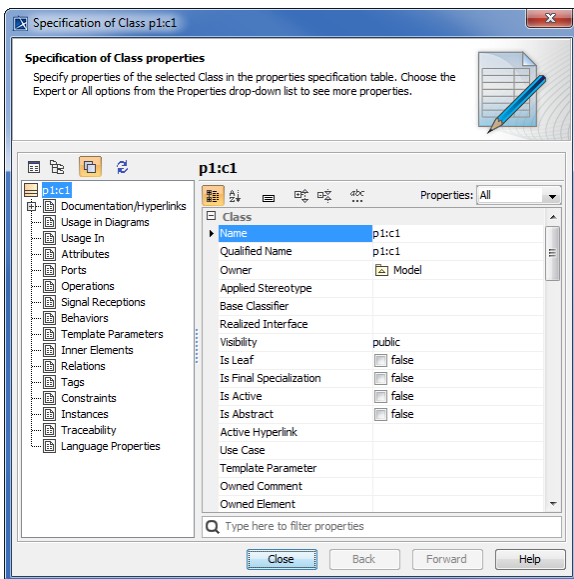 Specification of Class p1:c1
Specification of Class properties
Specify properties of the selected Class in the properties specification table. Choose the
Expert or All options from the Properties drop-down list to see more properties.
p1:c1
Properties: All
p1:c1
Documentation/Hyperlinks
Usage in Diagrams
Usage In
Attributes
Ports
Operations
Signal Receptions
Behaviors
Template Parameters
Inner Elements
Relations
Tags
Constraints
Instances
Traceability
Language Properties
Class
Name p1:c1
Qualified Name p1:c1
Owner Model
Applied Stereotype
Base Classifier
Realized Interface
Visibility public
Is Leaf false
Is Final Specialization false
Is Active false
Is Abstract false
Active Hyperlink
Use Case
Template Parameter
Owned Comment
Owned Element
Type here to filter properties
Close Back Forward Help